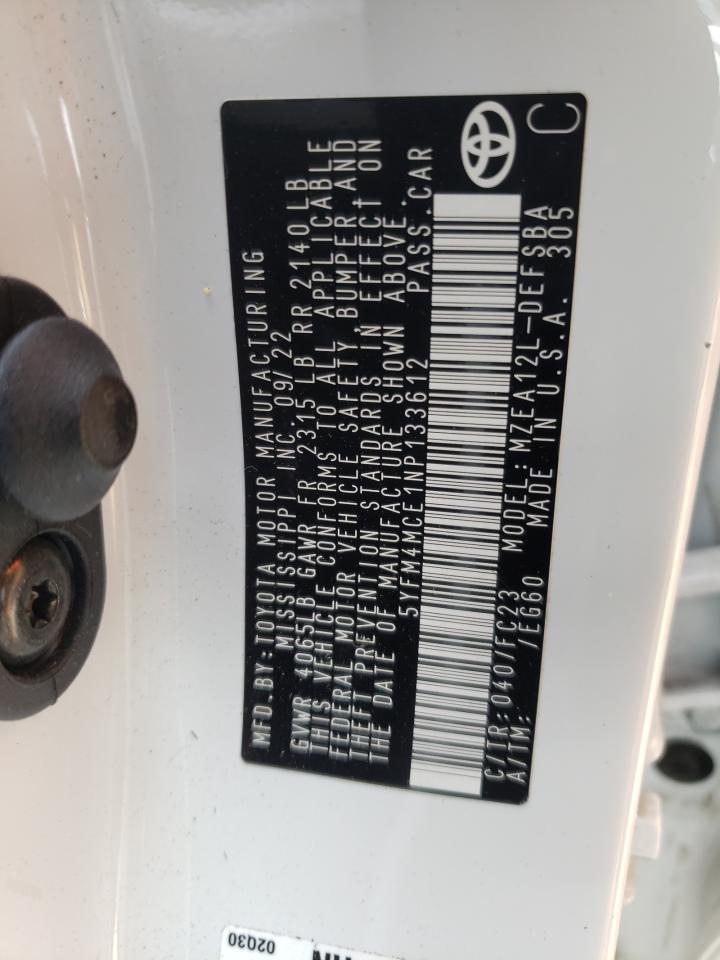 MFD.BY:TOYOTA MOTOR MANUFACTURING
MISSISSIPPI INC. 09/22
GVWR 4065LB GAWR FR 2315 LB RR 2140 LB
THIS VEHICLE CONFORMS TO ALL APPLICABLE
FEDERAL MOTOR VEHICLE SAFETY, BUMPER, AND
THEFT PREVENTION STANDARDS IN EFFECT ON
THE DATE OF MANUFACTURE SHOWN ABOVE.
5YFM4MCE1NP133612 PASS.CAR
C/TR:040/FC23 MODEL:MZEA12L-DEFSBA
A/TM: /EG60 MADE IN U.S.A. 305
C
02Q30